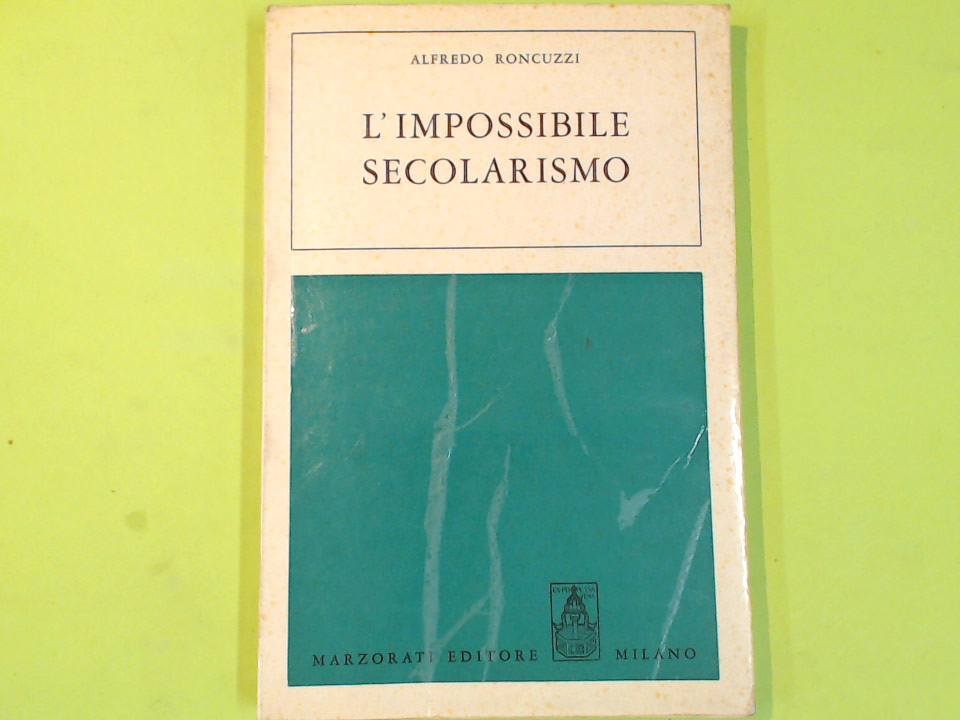 ALFREDO RONCUZZI
L'IMPOSSIBILE
SECOLARISMO
MARZORATI EDITORE MILANO